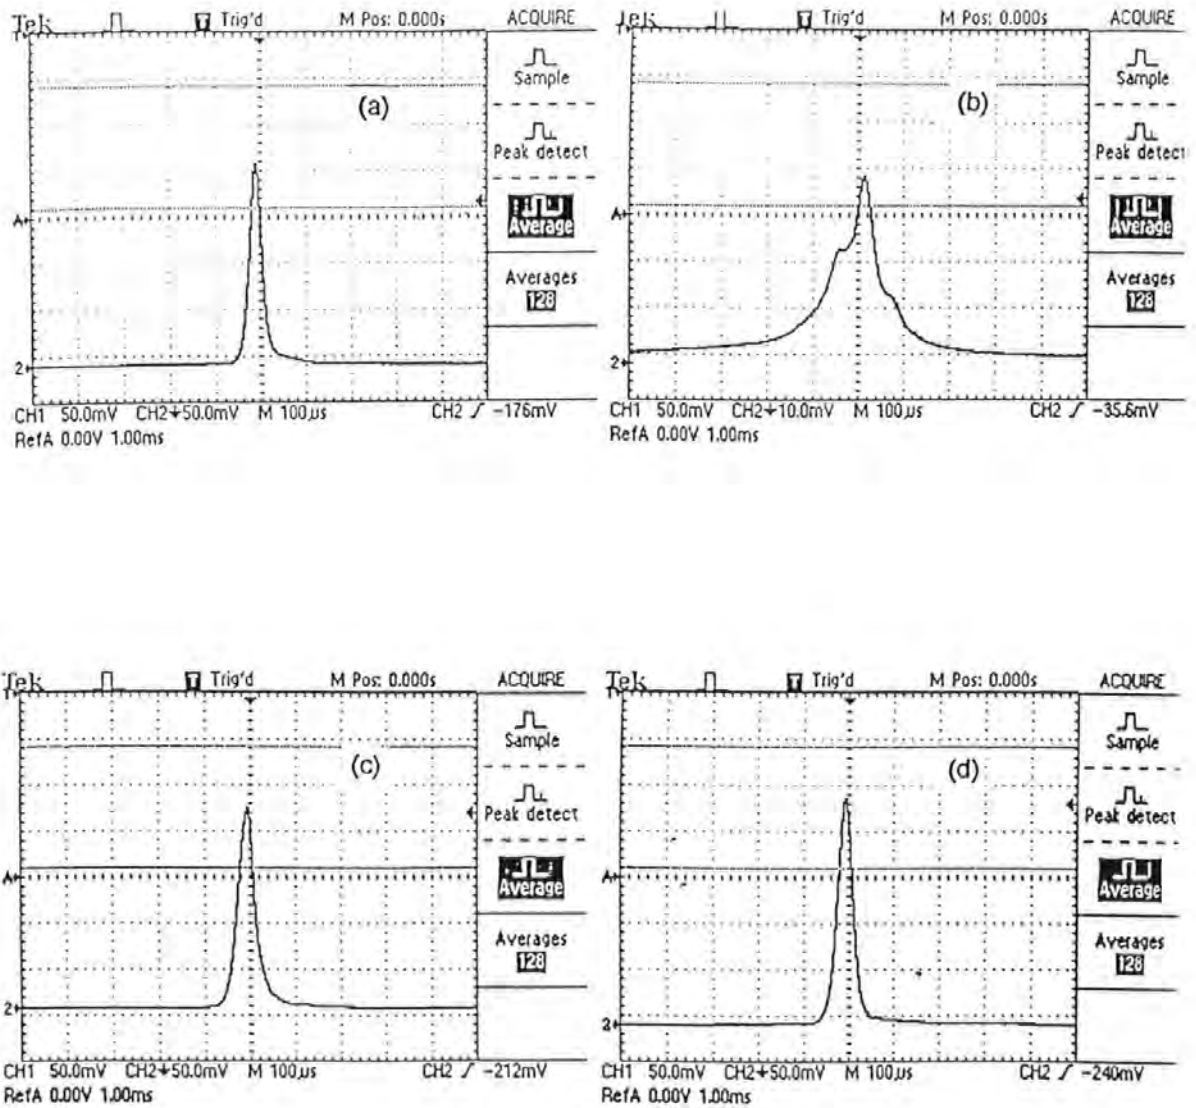 Tek Trig'd M Pos: 0.000s ACQUIRE
Sample
(a)
Peak detect
A
Average
Averages
128
2
CH1 50.0mV CH2 50.0mV M 100µs CH2 -176mV
RefA 0.00V 1.00ms
Tek Trig'd M Pos: 0.000s ACQUIRE
Sample
(b)
Peak detect
A
Average
Averages
128
2
CH1 50.0mV CH2 10.0mV M 100µs CH2 -35.6mV
RefA 0.00V 1.00ms
Tek Trig'd M Pos: 0.000s ACQUIRE
Sample
(c)
Peak detect
A
Average
Averages
128
2
CH1 50.0mV CH2 50.0mV M 100µs CH2 -212mV
RefA 0.00V 1.00ms
Tek Trig'd M Pos: 0.000s ACQUIRE
Sample
(d)
Peak detect
A
Average
Averages
128
2
CH1 50.0mV CH2 50.0mV M 100µs CH2 -240mV
RefA 0.00V 1.00ms